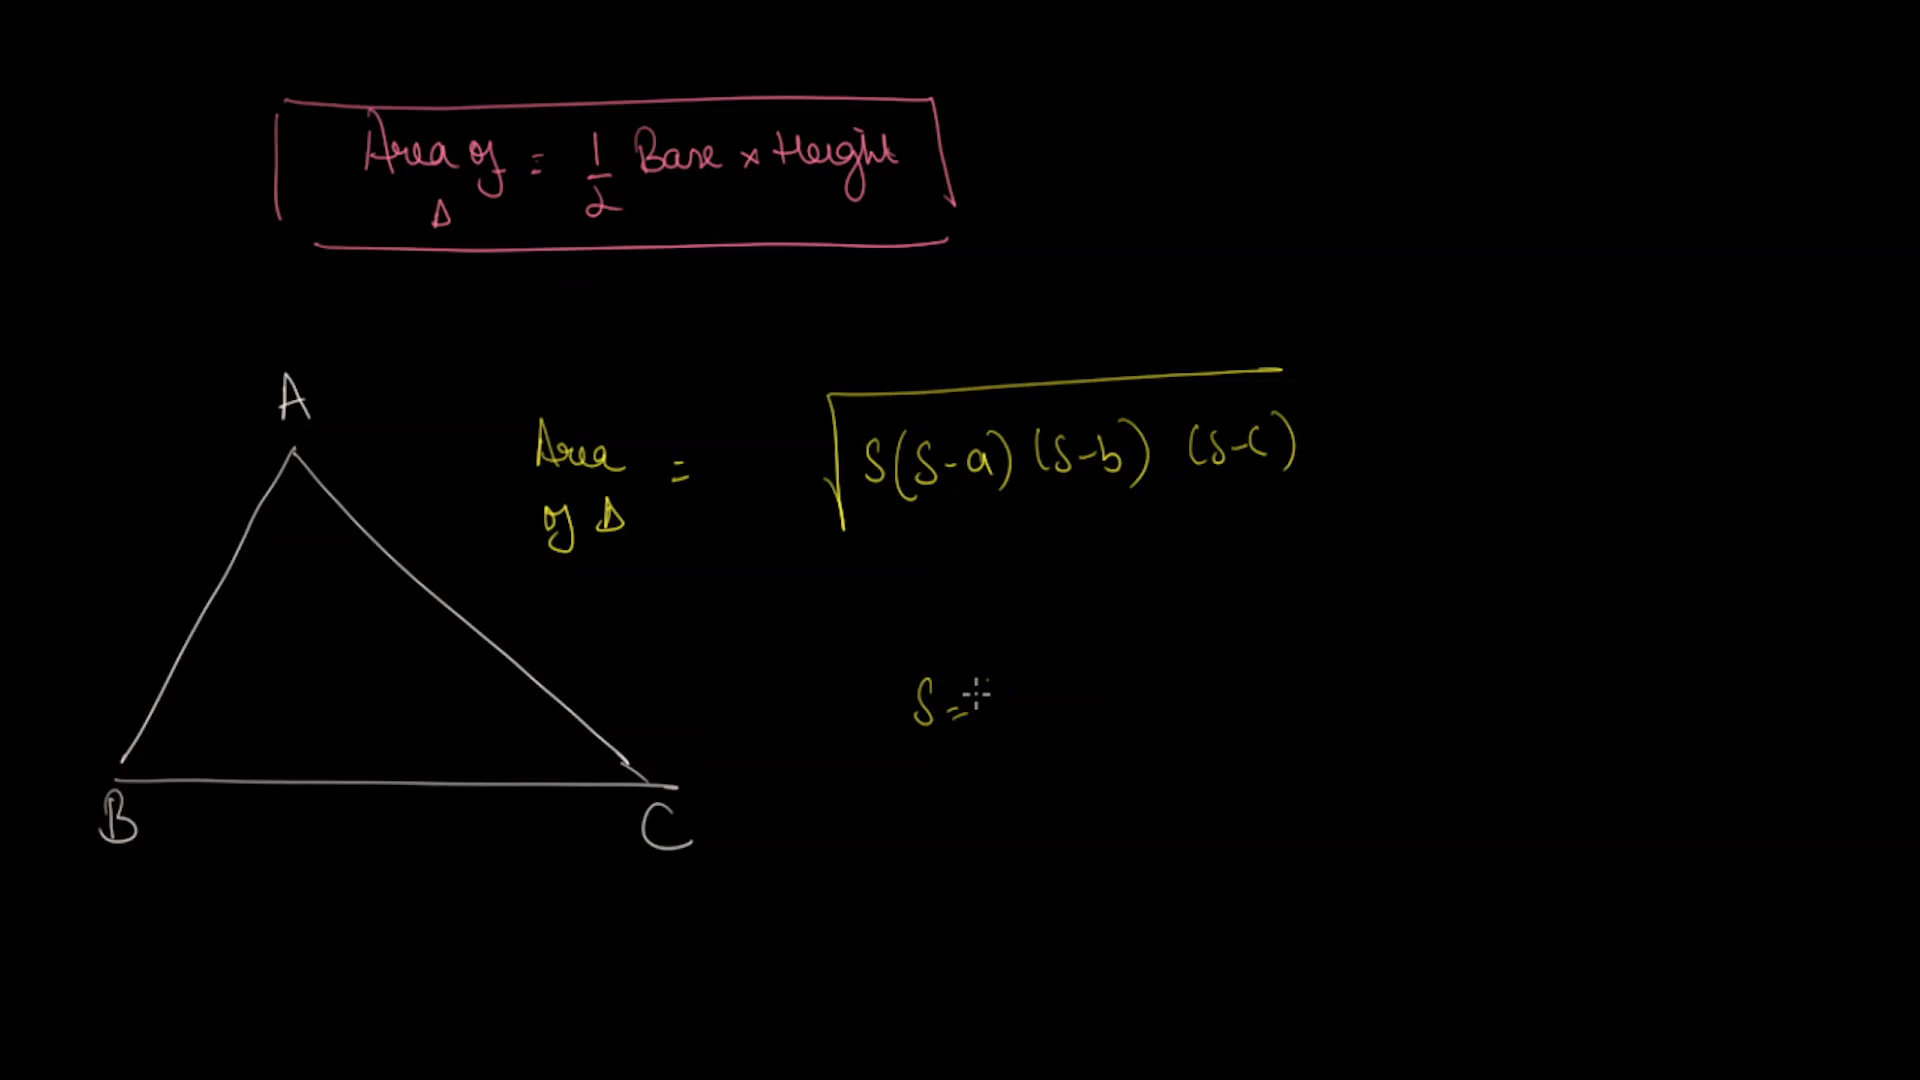 Area of = 1/2 Base × Height
Δ
A
Area = √S(S-a) (S-b) (S-c)
of Δ
S =
B C